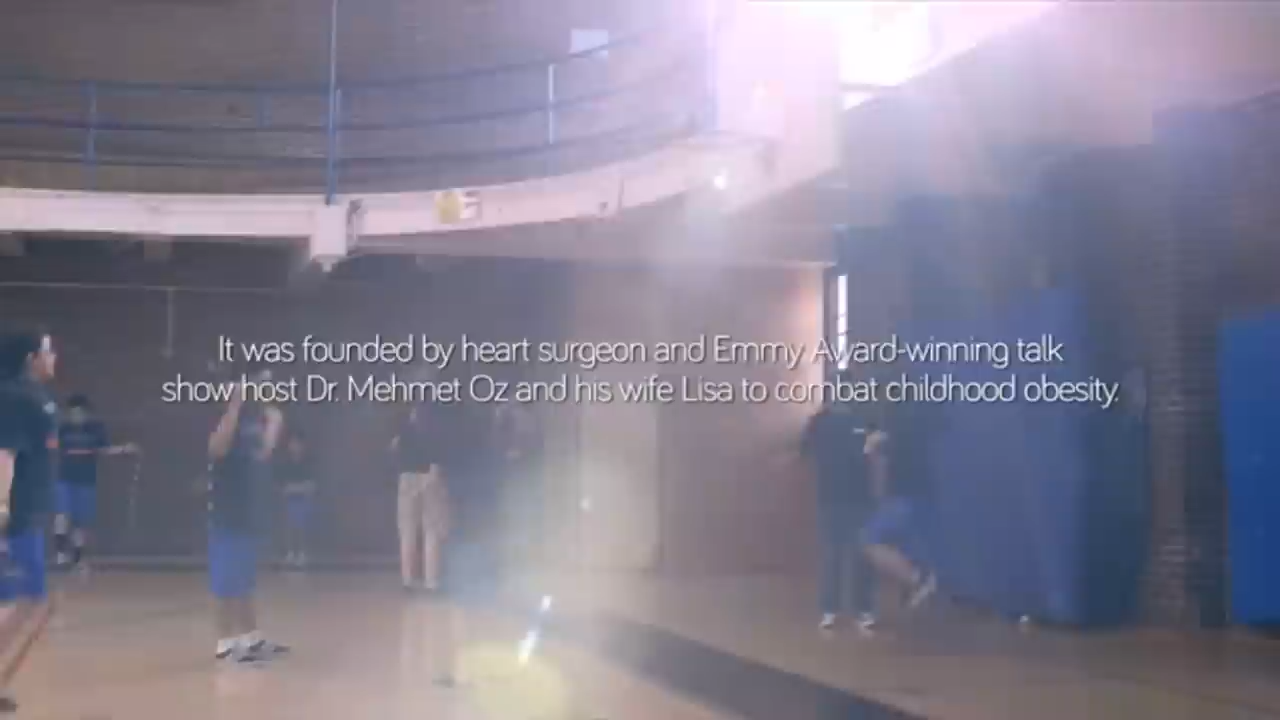 It was founded by heart surgeon and Emmy Award-winning talk
show host Dr. Mehmet Oz and his wife Lisa to combat childhood obesity.